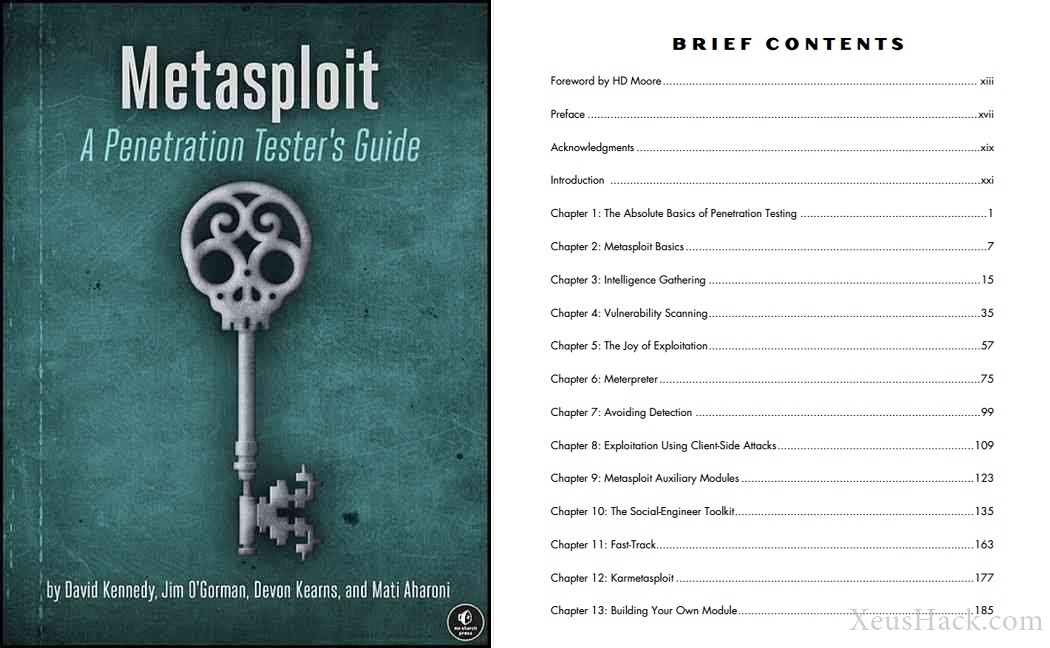 Metasploit
A Penetration Tester's Guide
by David Kennedy, Jim O'Gorman, Devon Kearns, and Mati Aharoni
no starch
press
BRIEF CONTENTS
Foreword by HD Moore ... xiii
Preface ... xvii
Acknowledgments ... xix
Introduction ... xxi
Chapter 1: The Absolute Basics of Penetration Testing ... 1
Chapter 2: Metasploit Basics ... 7
Chapter 3: Intelligence Gathering ... 15
Chapter 4: Vulnerability Scanning ... 35
Chapter 5: The Joy of Exploitation ... 57
Chapter 6: Meterpreter ... 75
Chapter 7: Avoiding Detection ... 99
Chapter 8: Exploitation Using Client-Side Attacks ... 109
Chapter 9: Metasploit Auxiliary Modules ... 123
Chapter 10: The Social-Engineer Toolkit ... 135
Chapter 11: Fast-Track ... 163
Chapter 12: Karmetasploit ... 177
Chapter 13: Building Your Own Module ... 185
XeusHack.com